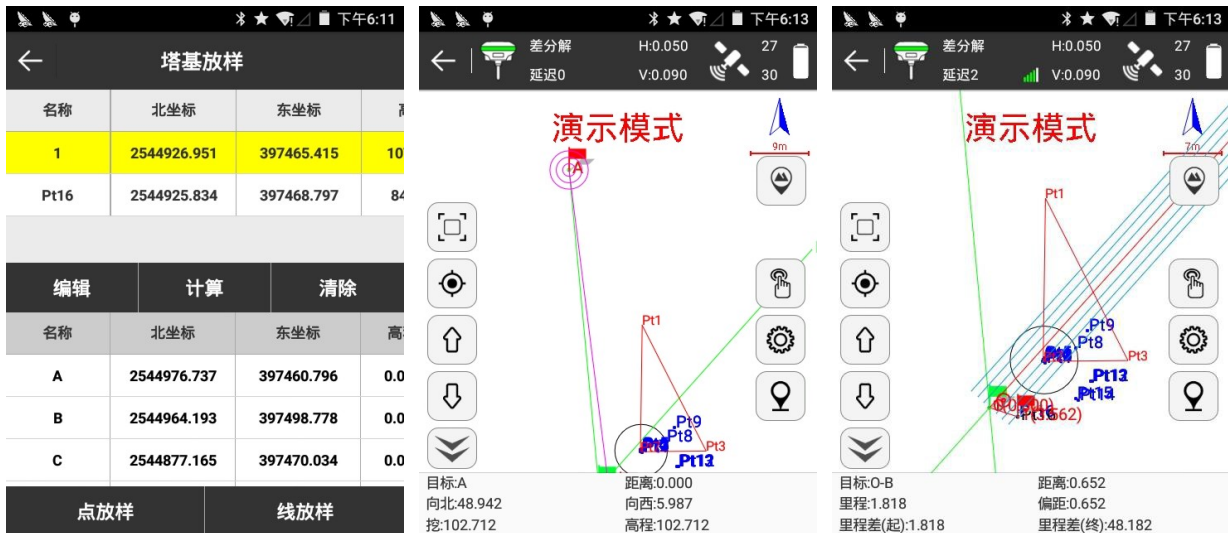 下午6:11
塔基放样
名称 北坐标 东坐标
1 2544926.951 397465.415
Pt16 2544925.834 397468.797 84
编辑 计算 清除
名称 北坐标 东坐标 高
A 2544976.737 397460.796 0.0
B 2544964.193 397498.778 0.0
C 2544877.165 397470.034 0.0
点放样 线放样
下午6:13
差分解 H:0.050 27
延迟0 V:0.090 30
演示模式
9m
A
Pt1
Pt9
Pt8
Pt3
目标:A 距离:0.000
向北:48.942 向西:5.987
挖:102.712 高程:102.712
下午6:13
差分解 H:0.050 27
延迟2 V:0.090 30
演示模式
7m
Pt1
Pt9
Pt8
Pt3
目标:O-B 距离:0.652
里程:1.818 偏距:0.652
里程差(起):1.818 里程差(终):48.182